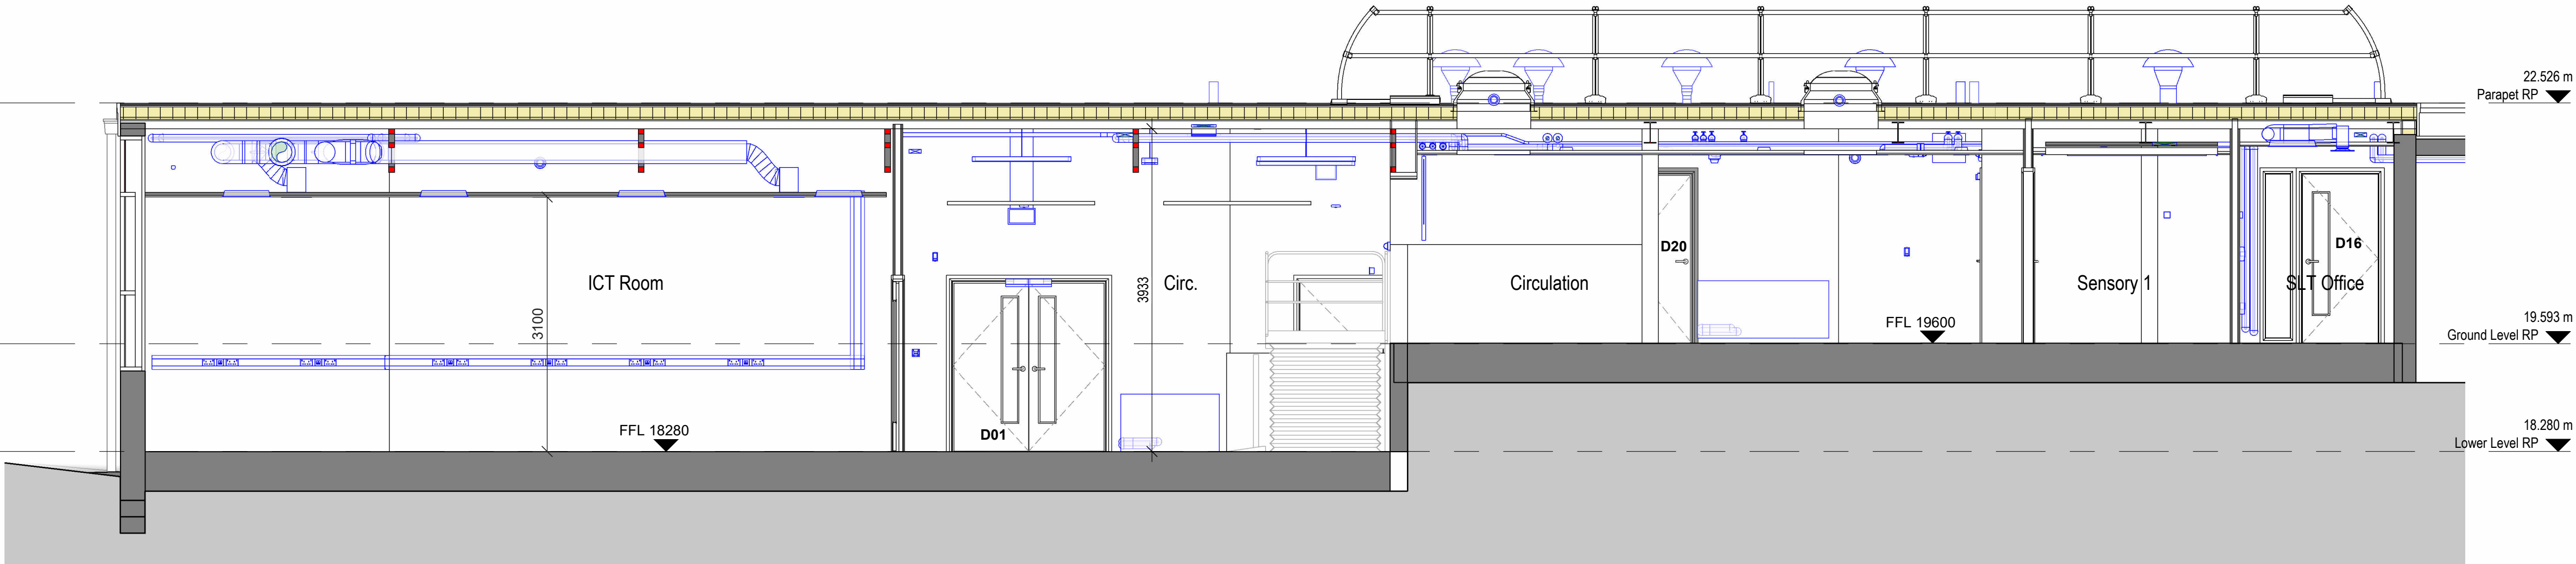 22.526 m
Parapet RP
ICT Room
3100
FFL 18280
D01
3933
Circ.
Circulation
D20
FFL 19600
Sensory 1
SLT Office
D16
19.593 m
Ground Level RP
18.280 m
Lower Level RP